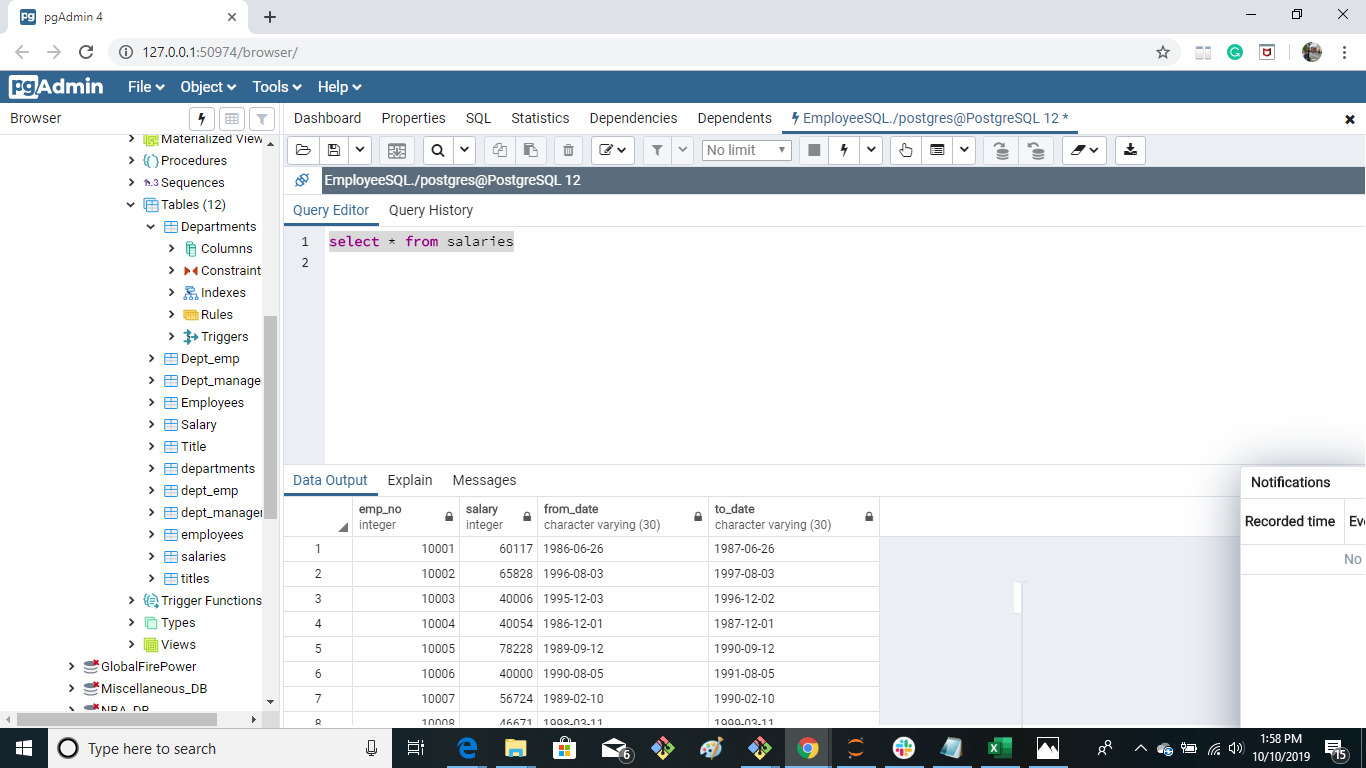 pgAdmin 4
127.0.0.1:50974/browser/
pgAdmin File Object Tools Help
Browser
Dashboard Properties SQL Statistics Dependencies Dependents EmployeeSQL./postgres@PostgreSQL 12 *
Materialized View
Procedures
1..3 Sequences
Tables (12)
Departments
Columns
Constraint
Indexes
Rules
Triggers
Dept_emp
Dept_manage
Employees
Salary
Title
departments
dept_emp
dept_manager
employees
salaries
titles
Trigger Functions
Types
Views
GlobalFirePower
Miscellaneous_DB
NBA_DB
No limit
EmployeeSQL./postgres@PostgreSQL 12
Query Editor Query History
1 select * from salaries
2
Data Output Explain Messages
emp_no salary from_date to_date
integer integer character varying (30) character varying (30)
1 10001 60117 1986-06-26 1987-06-26
2 10002 65828 1996-08-03 1997-08-03
3 10003 40006 1995-12-03 1996-12-02
4 10004 40054 1986-12-01 1987-12-01
5 10005 78228 1989-09-12 1990-09-12
6 10006 40000 1990-08-05 1991-08-05
7 10007 56724 1989-02-10 1990-02-10
8 10008 46671 1998-03-11 1999-03-11
Notifications
Recorded time Eve
No
Type here to search
6
1:58 PM
10/10/2019
15